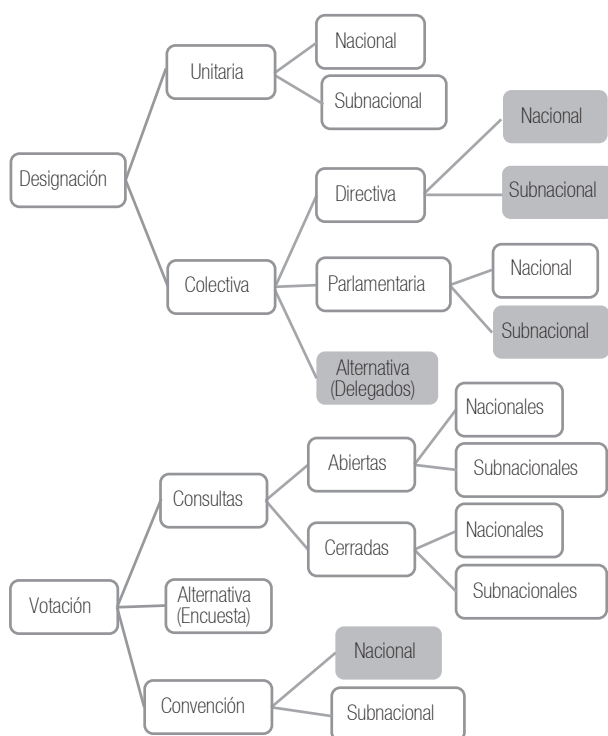 Designación
Unitaria
Nacional
Subnacional
Colectiva
Directiva
Nacional
Subnacional
Parlamentaria
Nacional
Subnacional
Alternativa
(Delegados)
Votación
Consultas
Abiertas
Nacionales
Subnacionales
Cerradas
Nacionales
Subnacionales
Alternativa
(Encuesta)
Convención
Nacional
Subnacional